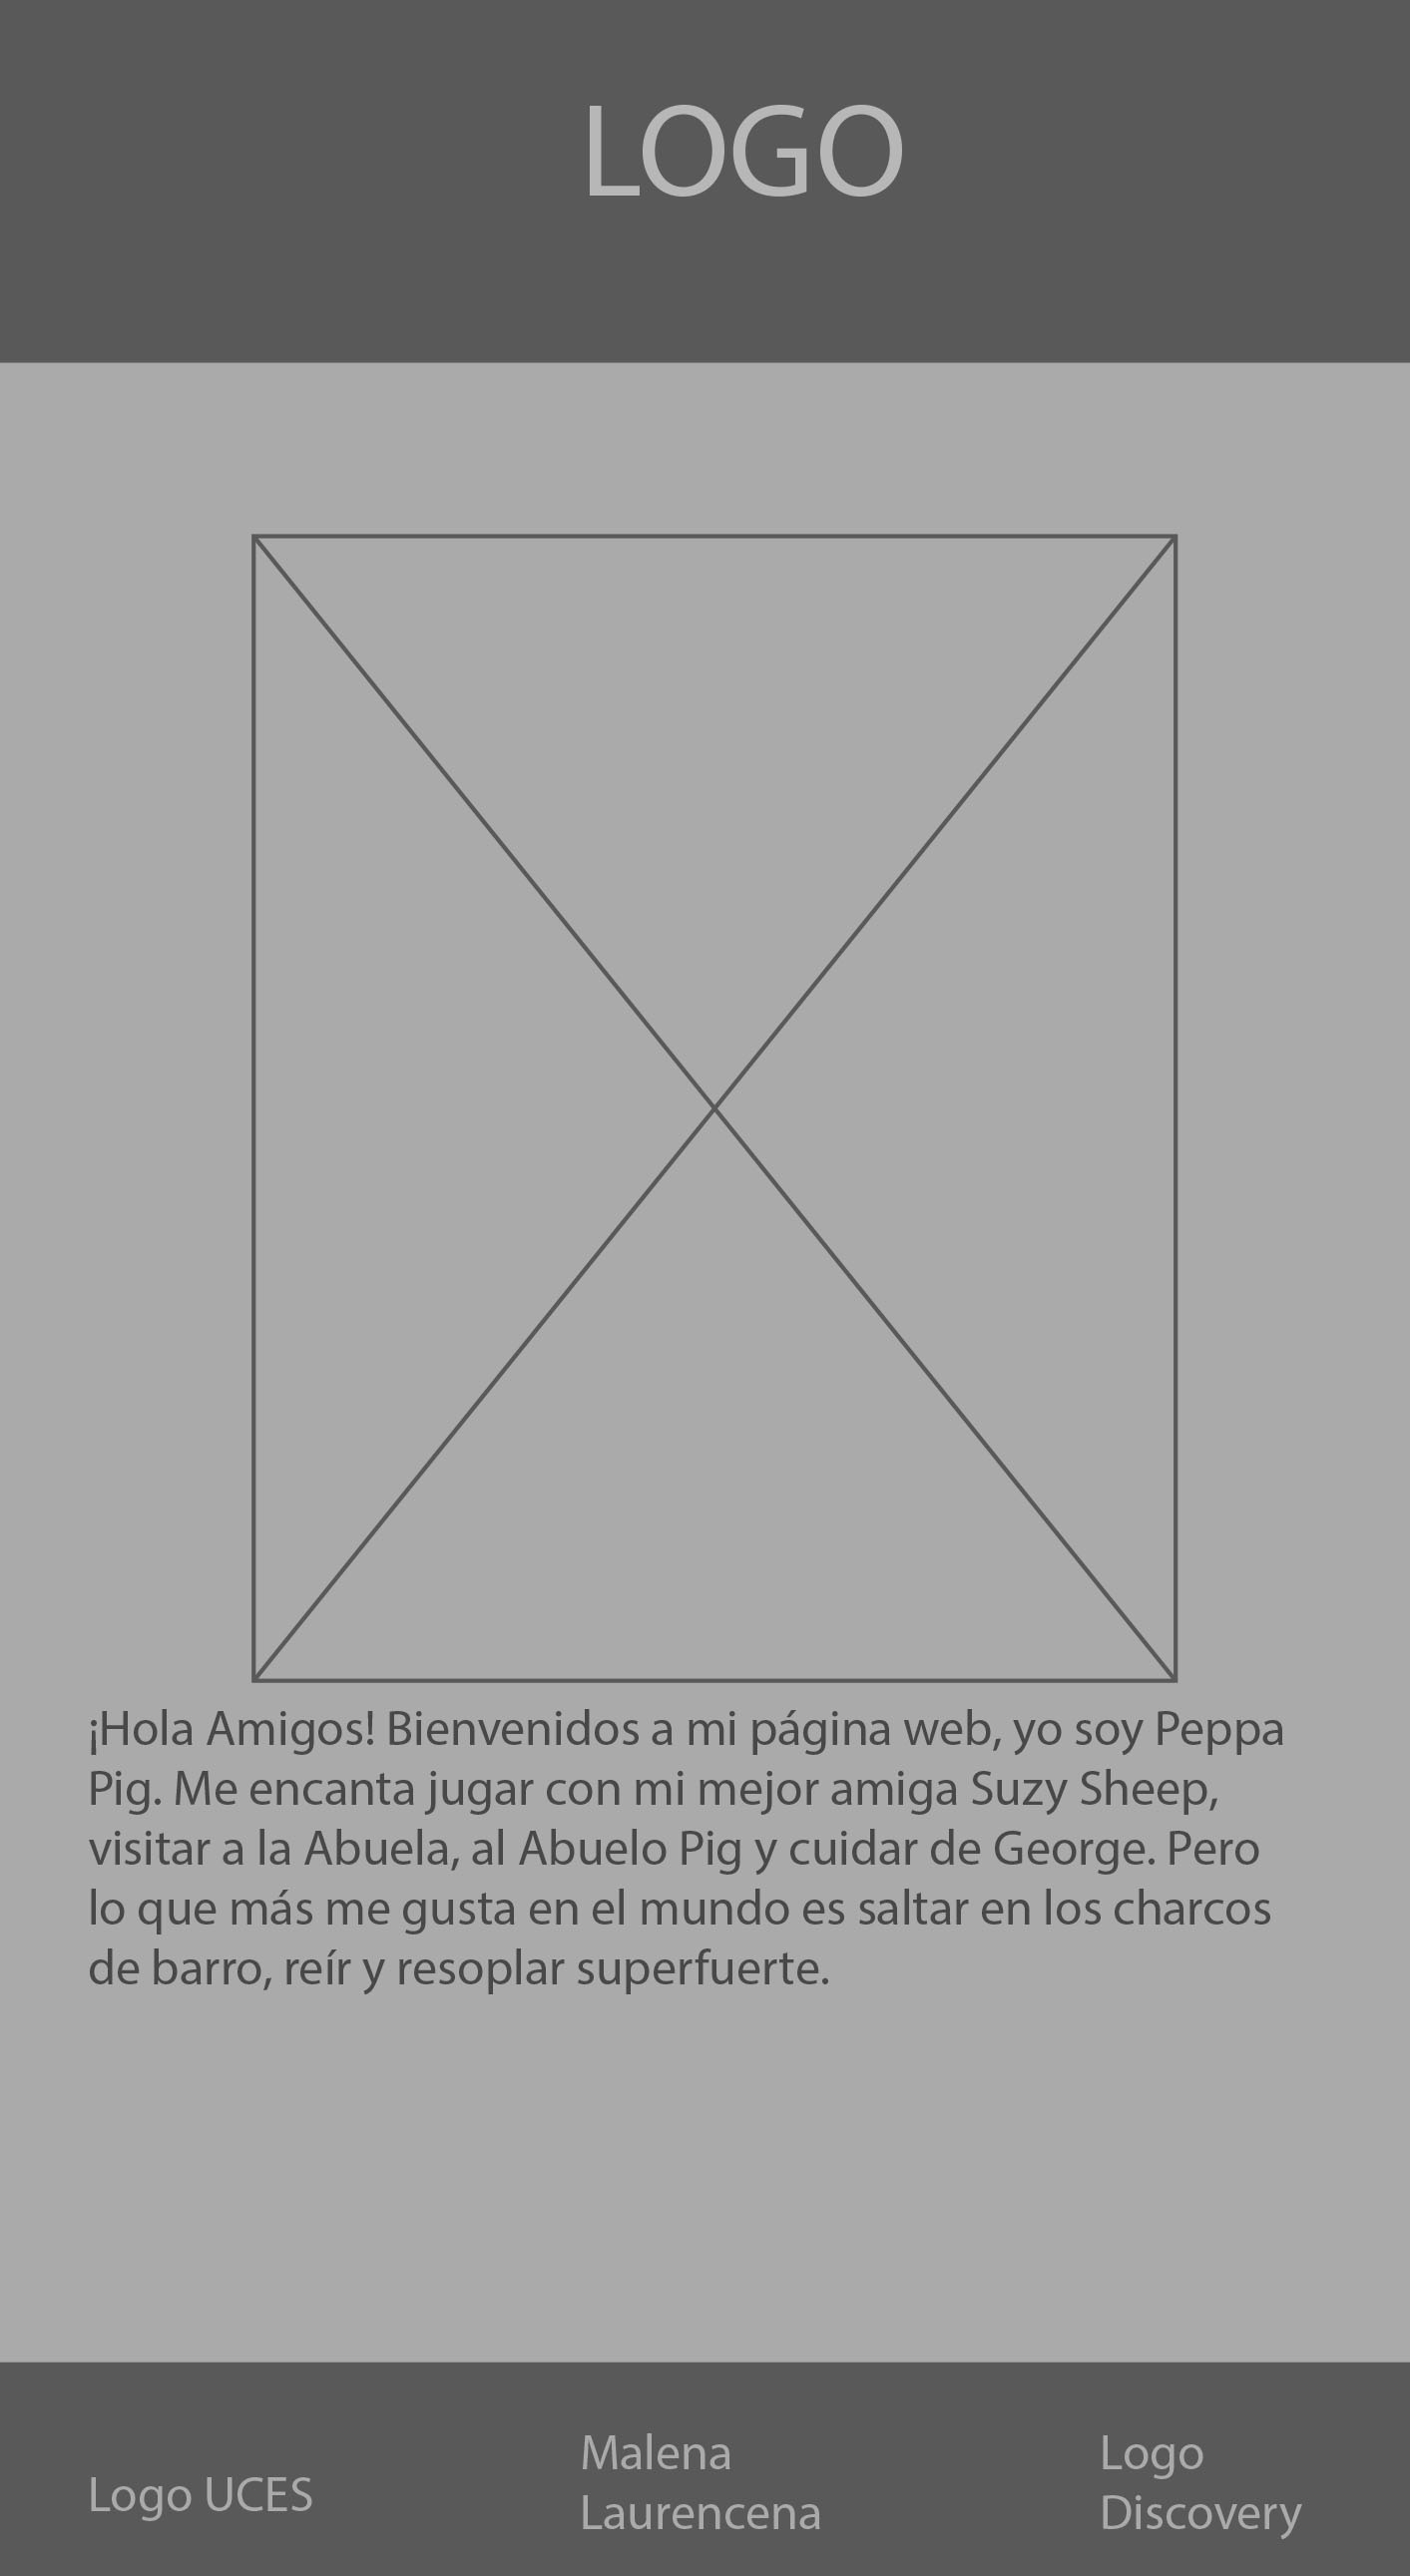 LOGO
¡Hola Amigos! Bienvenidos a mi página web, yo soy Peppa
Pig. Me encanta jugar con mi mejor amiga Suzy Sheep,
visitar a la Abuela, al Abuelo Pig y cuidar de George. Pero
lo que más me gusta en el mundo es saltar en los charcos
de barro, reír y resoplar superfuerte.
Logo UCES
Malena
Laurencena
Logo
Discovery